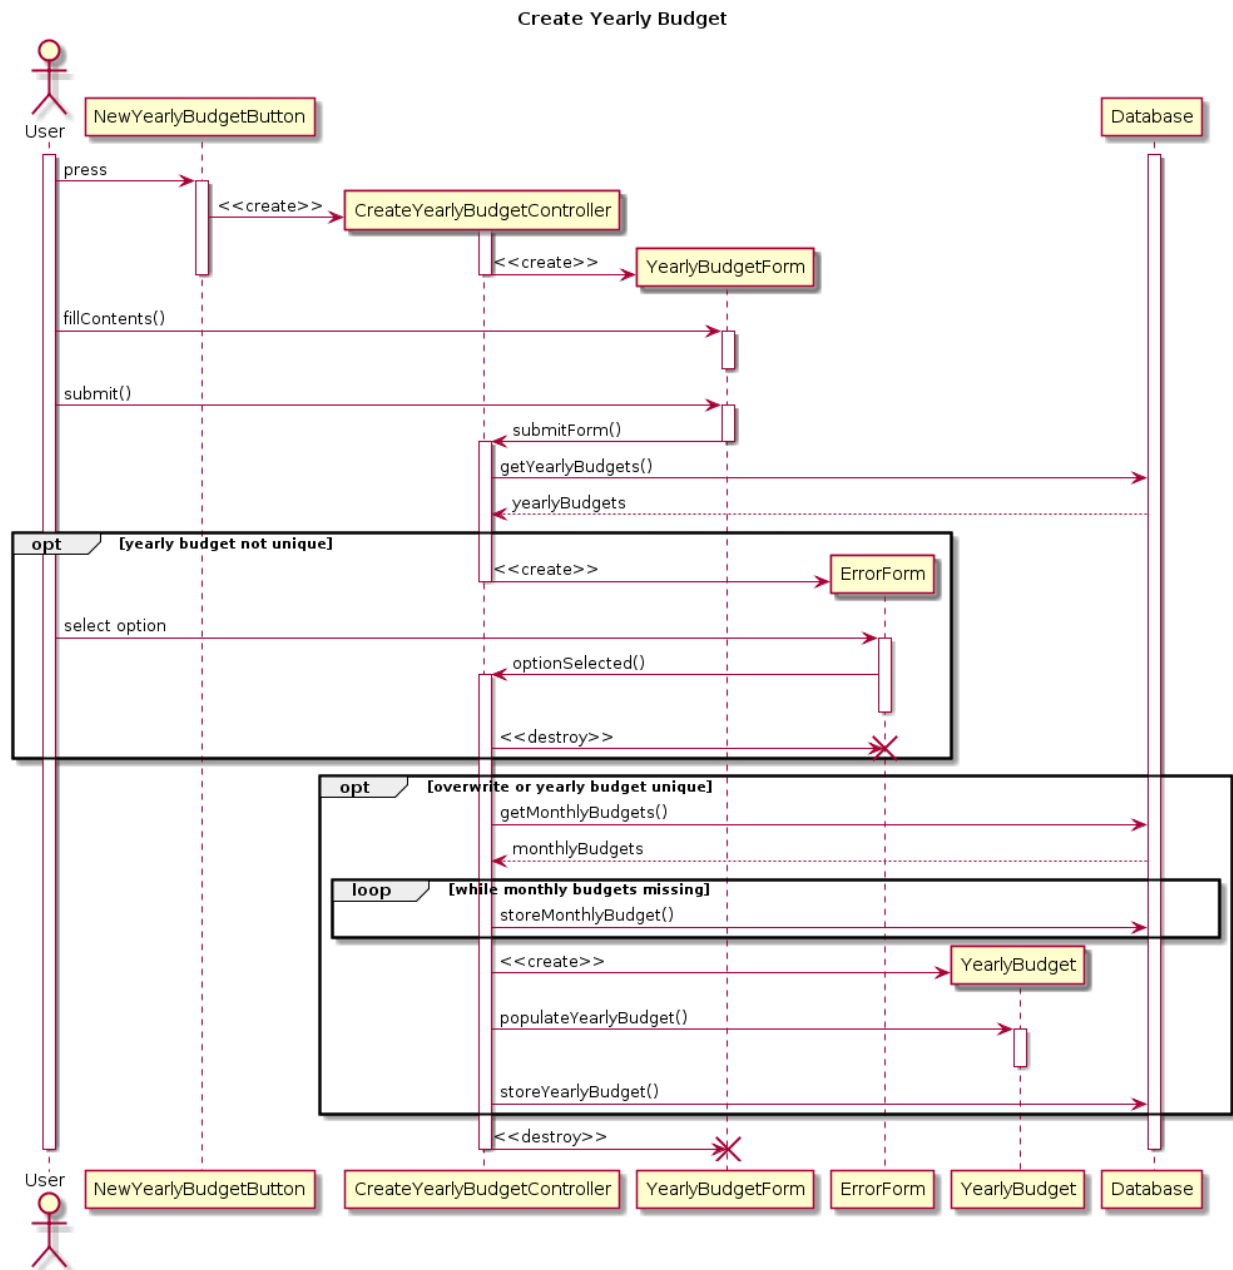 Create Yearly Budget
User
NewYearlyBudgetButton
Database
press
<<create>>
CreateYearlyBudgetController
<<create>>
YearlyBudgetForm
fillContents()
submit()
submitForm()
getYearlyBudgets()
yearlyBudgets
opt [yearly budget not unique]
<<create>>
ErrorForm
select option
optionSelected()
<<destroy>>
opt [overwrite or yearly budget unique]
getMonthlyBudgets()
monthlyBudgets
loop [while monthly budgets missing]
storeMonthlyBudget()
<<create>>
YearlyBudget
populateYearlyBudget()
storeYearlyBudget()
<<destroy>>
User
NewYearlyBudgetButton
CreateYearlyBudgetController
YearlyBudgetForm
ErrorForm
YearlyBudget
Database